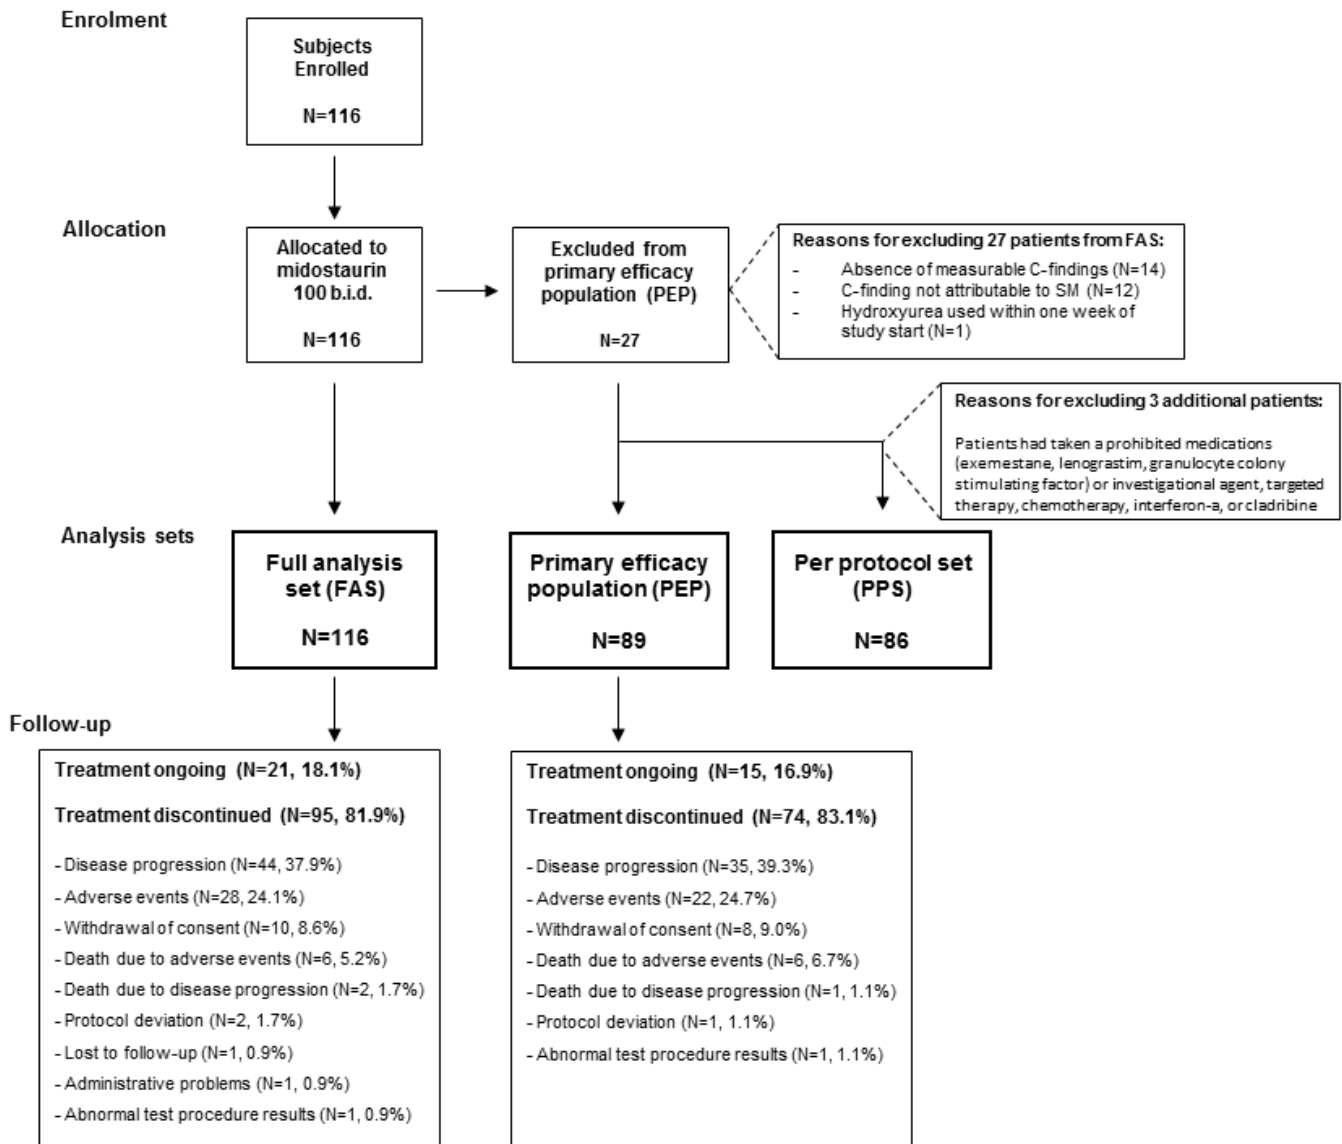 Enrolment
Subjects
Enrolled
N=116
Allocation
Allocated to
midostaurin
100 b.i.d.
N=116
Excluded from
primary efficacy
population (PEP)
N=27
Reasons for excluding 27 patients from FAS:
- Absence of measurable C-findings (N=14)
- C-finding not attributable to SM (N=12)
- Hydroxyurea used within one week of
study start (N=1)
Reasons for excluding 3 additional patients:
Patients had taken a prohibited medications
(exemestane, lenograstim, granulocyte colony
stimulating factor) or investigational agent, targeted
therapy, chemotherapy, interferon-a, or cladribine
Analysis sets
Full analysis
set (FAS)
N=116
Primary efficacy
population (PEP)
N=89
Per protocol set
(PPS)
N=86
Follow-up
Treatment ongoing (N=21, 18.1%)
Treatment discontinued (N=95, 81.9%)
- Disease progression (N=44, 37.9%)
- Adverse events (N=28, 24.1%)
- Withdrawal of consent (N=10, 8.6%)
- Death due to adverse events (N=6, 5.2%)
- Death due to disease progression (N=2, 1.7%)
- Protocol deviation (N=2, 1.7%)
- Lost to follow-up (N=1, 0.9%)
- Administrative problems (N=1, 0.9%)
- Abnormal test procedure results (N=1, 0.9%)
Treatment ongoing (N=15, 16.9%)
Treatment discontinued (N=74, 83.1%)
- Disease progression (N=35, 39.3%)
- Adverse events (N=22, 24.7%)
- Withdrawal of consent (N=8, 9.0%)
- Death due to adverse events (N=6, 6.7%)
- Death due to disease progression (N=1, 1.1%)
- Protocol deviation (N=1, 1.1%)
- Abnormal test procedure results (N=1, 1.1%)